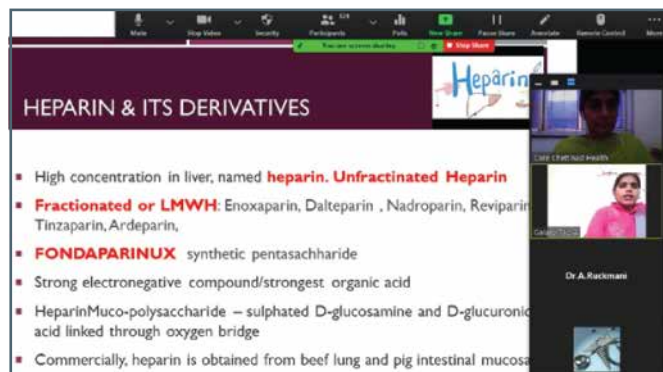 Mute
Stop Video
Security
Participants
Polls
New Share
Pause Share
Annotate
Remote Control
More
You are screen sharing
Stop Share
Heparin
HEPARIN & ITS DERIVATIVES
High concentration in liver, named heparin. Unfractinated Heparin
Fractionated or LMWH: Enoxaparin, Dalteparin , Nadroparin, Reviparin
Tinzaparin, Ardeparin,
FONDAPARINUX synthetic pentasachharide
Strong electronegative compound/strongest organic acid
HeparinMuco-polysaccharide – sulphated D-glucosamine and D-glucuronic
acid linked through oxygen bridge
Commercially, heparin is obtained from beef lung and pig intestinal mucosa
Chettinad Health
Dr.A.Ruckmani